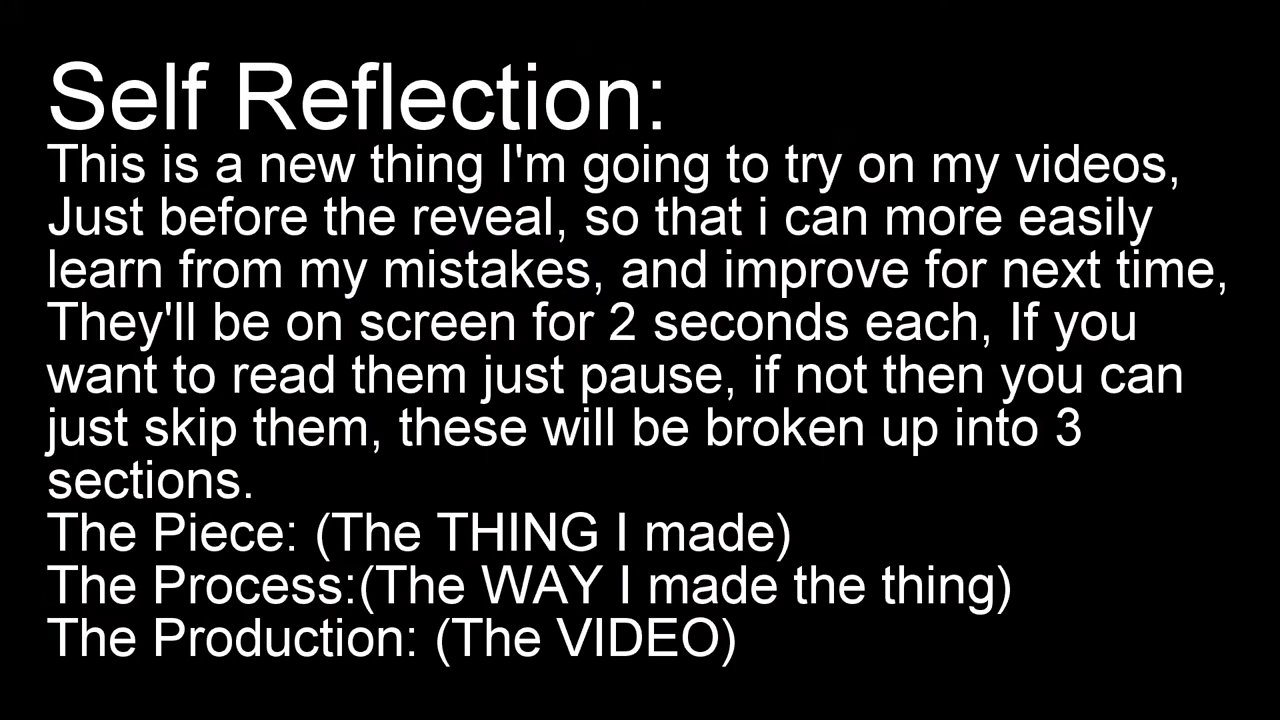 Self Reflection:
This is a new thing I'm going to try on my videos,
Just before the reveal, so that i can more easily
learn from my mistakes, and improve for next time,
They'll be on screen for 2 seconds each, If you
want to read them just pause, if not then you can
just skip them, these will be broken up into 3
sections.
The Piece: (The THING I made)
The Process:(The WAY I made the thing)
The Production: (The VIDEO)